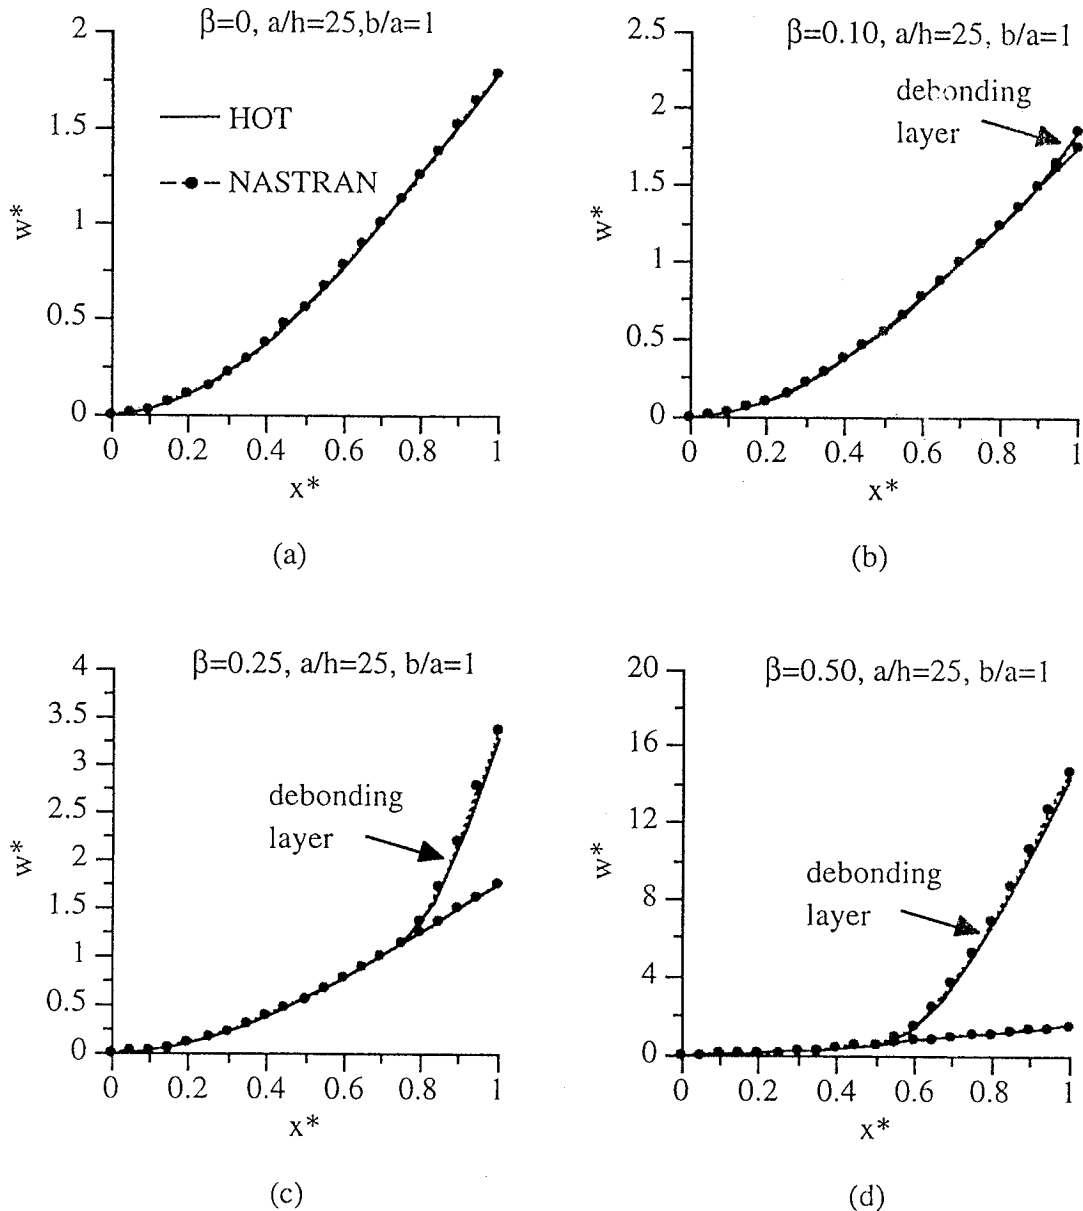 β=0, a/h=25,b/a=1
2
1.5
1
0.5
0
w*
HOT
NASTRAN
0 0.2 0.4 0.6 0.8 1
x*
(a)
β=0.10, a/h=25, b/a=1
2.5
2
1.5
1
0.5
0
w*
debonding
layer
0 0.2 0.4 0.6 0.8 1
x*
(b)
β=0.25, a/h=25, b/a=1
4
3.5
3
2.5
2
1.5
1
0.5
0
w*
debonding
layer
0 0.2 0.4 0.6 0.8 1
x*
(c)
β=0.50, a/h=25, b/a=1
20
16
12
8
4
0
w*
debonding
layer
0 0.2 0.4 0.6 0.8 1
x*
(d)